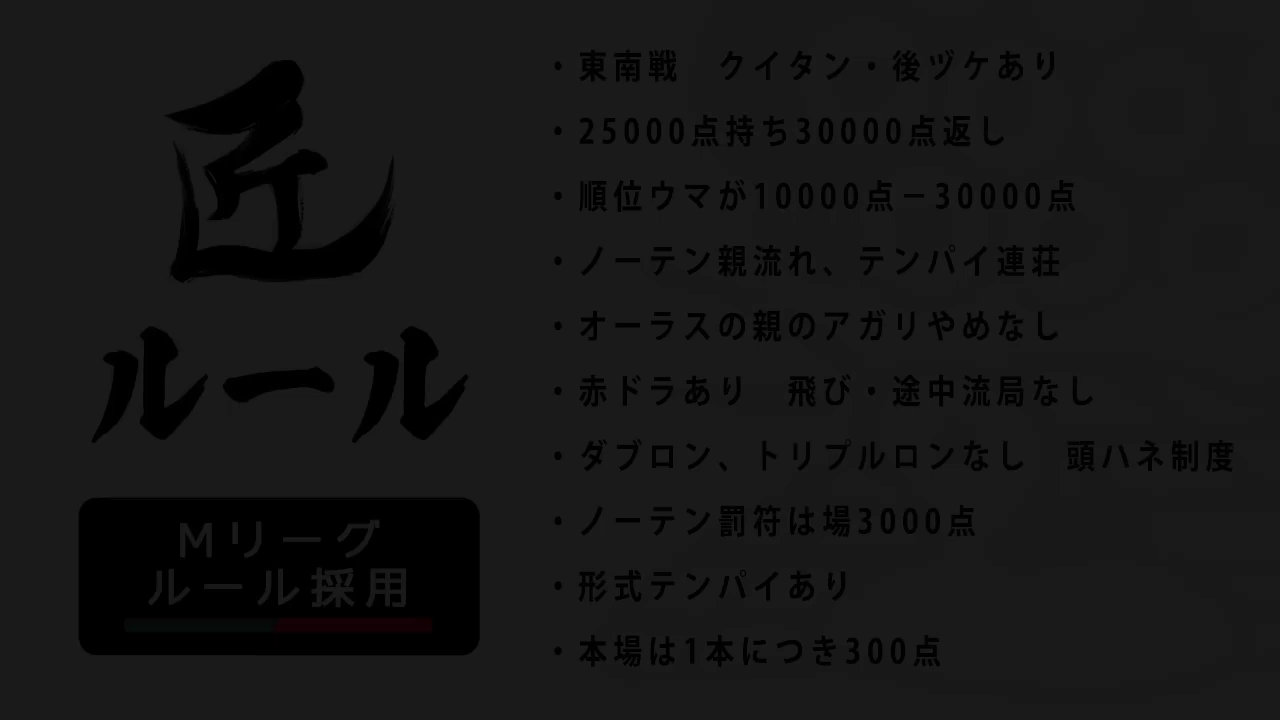 匠
ルール
Mリーグ
ルール採用
・東南戦　クイタン・後ヅケあり
・25000点持ち30000点返し
・順位ウマが10000点－30000点
・ノーテン親流れ、テンパイ連荘
・オーラスの親のアガリやめなし
・赤ドラあり　飛び・途中流局なし
・ダブロン、トリプルロンなし　頭ハネ制度
・ノーテン罰符は場3000点
・形式テンパイあり
・本場は1本につき300点